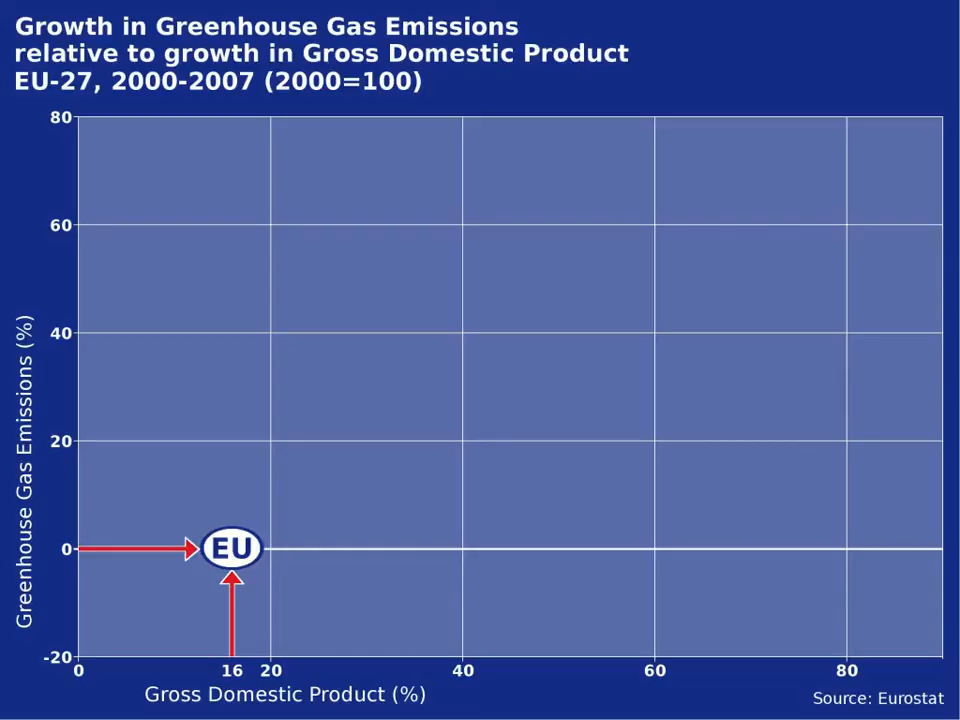 Growth in Greenhouse Gas Emissions
relative to growth in Gross Domestic Product
EU-27, 2000-2007 (2000=100)
80
60
40
20
0
-20
Greenhouse Gas Emissions (%)
EU
0 16 20 40 60 80
Gross Domestic Product (%)
Source: Eurostat